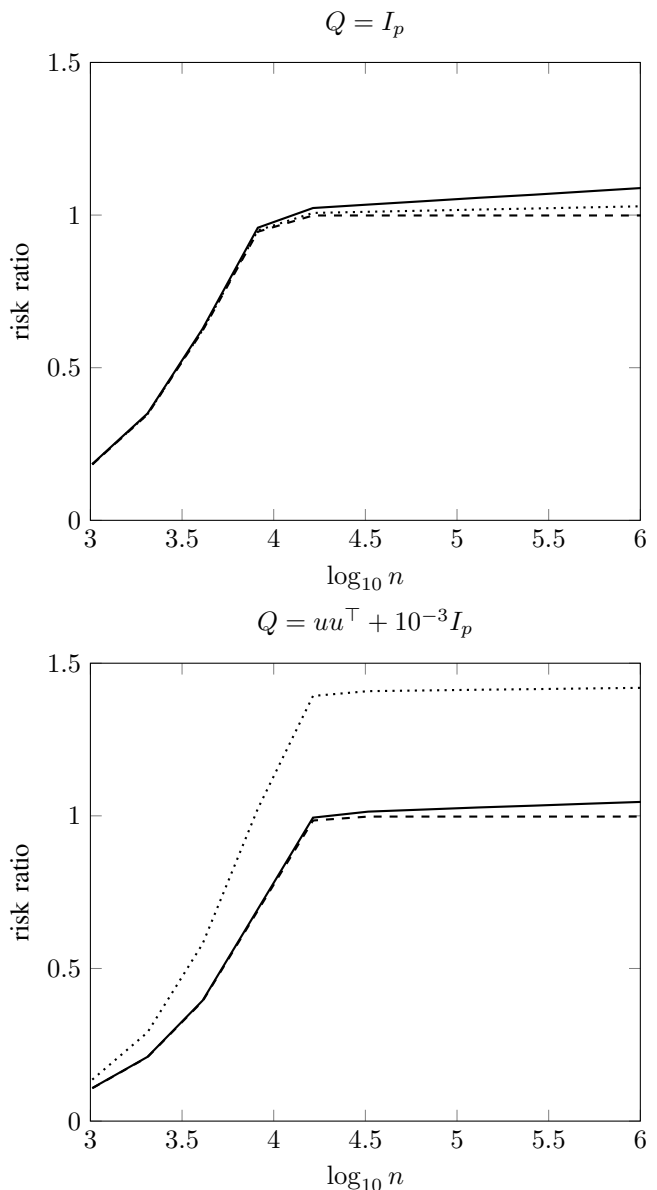 Q = I_p
1.5
1
0.5
0
risk ratio
3 3.5 4 4.5 5 5.5 6
log₁₀ n
Q = uu^⊤ + 10^{-3} I_p
1.5
1
0.5
0
risk ratio
3 3.5 4 4.5 5 5.5 6
log₁₀ n